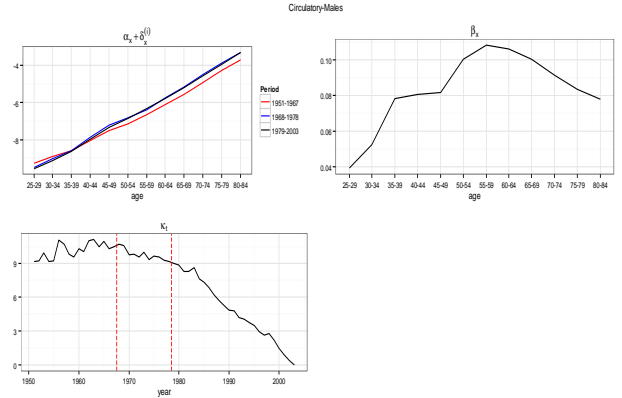 Circulatory-Males
αₓ + δₓ⁽ⁱ⁾
-4
-6
-8
25-29 30-34 35-39 40-44 45-49 50-54 55-59 60-64 65-69 70-74 75-79 80-84
age
Period
1951-1967
1968-1978
1979-2003
βₓ
0.10
0.08
0.06
0.04
25-29 30-34 35-39 40-44 45-49 50-54 55-59 60-64 65-69 70-74 75-79 80-84
age
κₜ
9
6
3
0
1950 1960 1970 1980 1990 2000
year